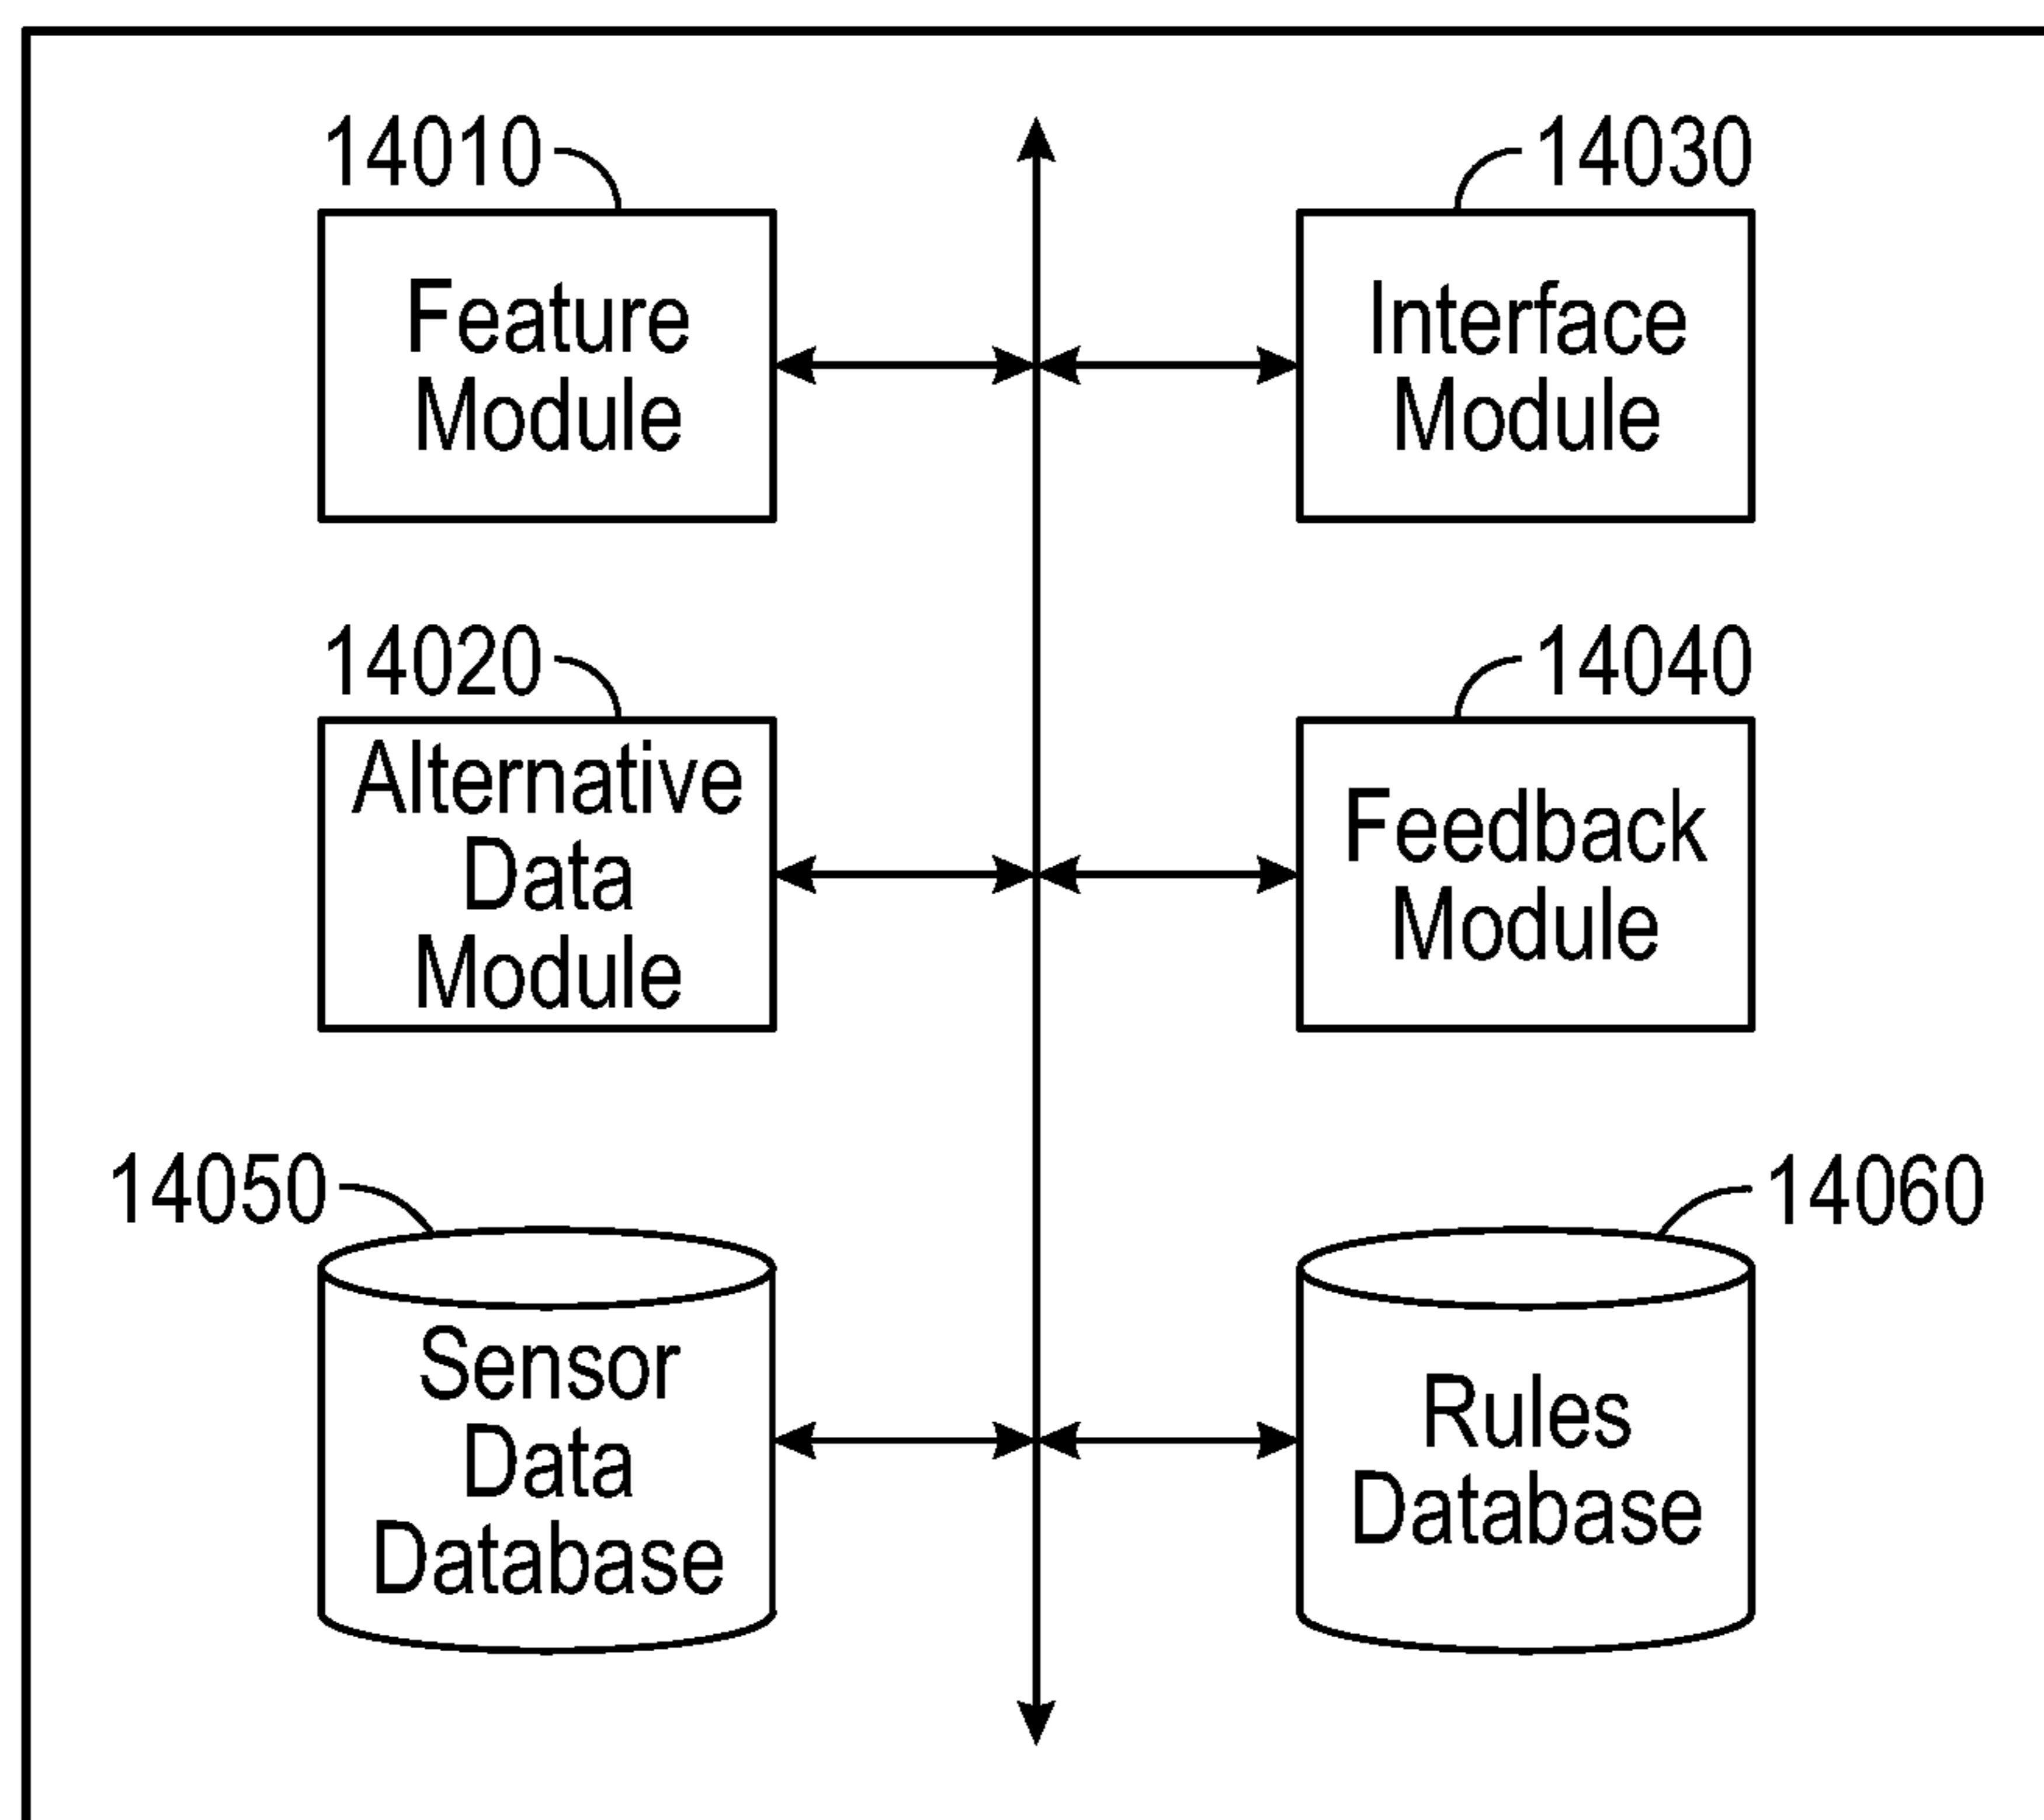 14010
Feature
Module
14030
Interface
Module
14020
Alternative
Data
Module
14040
Feedback
Module
14050
Sensor
Data
Database
14060
Rules
Database